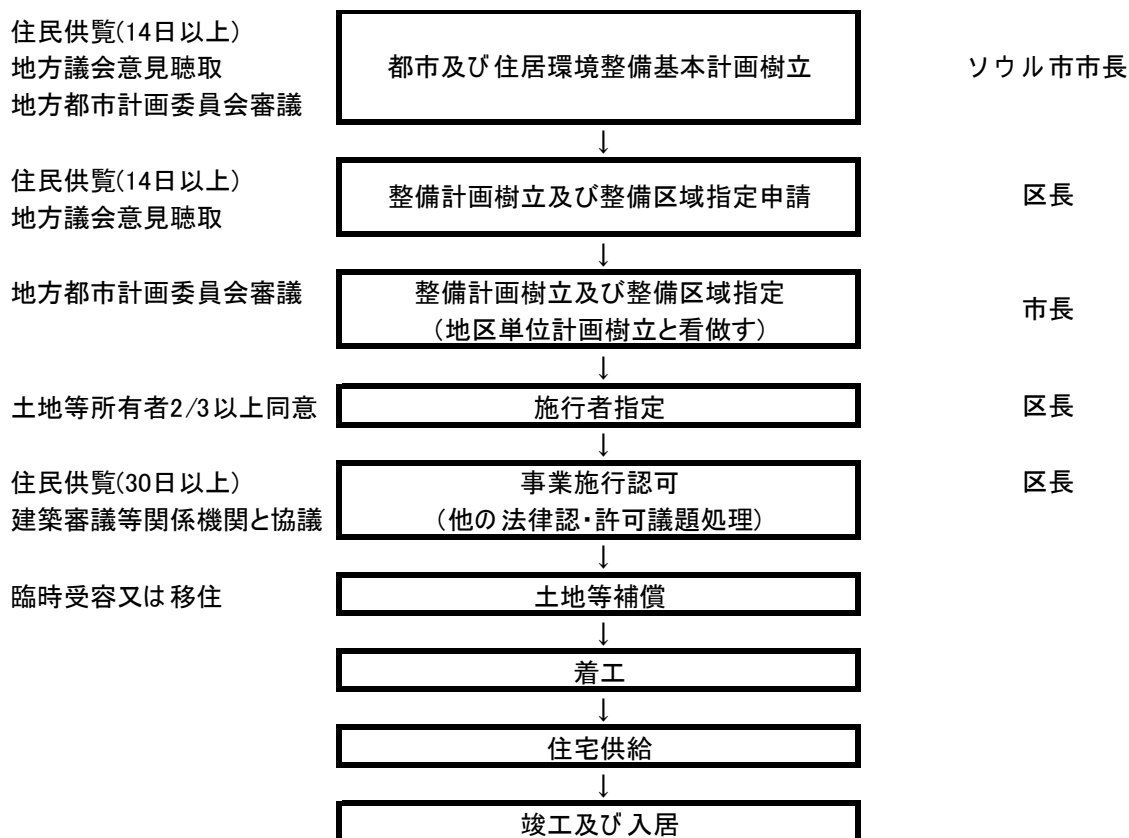 住民供覧(14日以上)
地方議会意見聴取
地方都市計画委員会審議
都市及び住居環境整備基本計画樹立
ソウル市市長
↓
住民供覧(14日以上)
地方議会意見聴取
整備計画樹立及び整備区域指定申請
区長
↓
地方都市計画委員会審議
整備計画樹立及び整備区域指定
(地区単位計画樹立と看做す)
市長
↓
土地等所有者2/3以上同意
施行者指定
区長
↓
住民供覧(30日以上)
建築審議等関係機関と協議
事業施行認可
(他の法律認・許可議題処理)
区長
↓
臨時受容又は移住
土地等補償
↓
着工
↓
住宅供給
↓
竣工及び入居